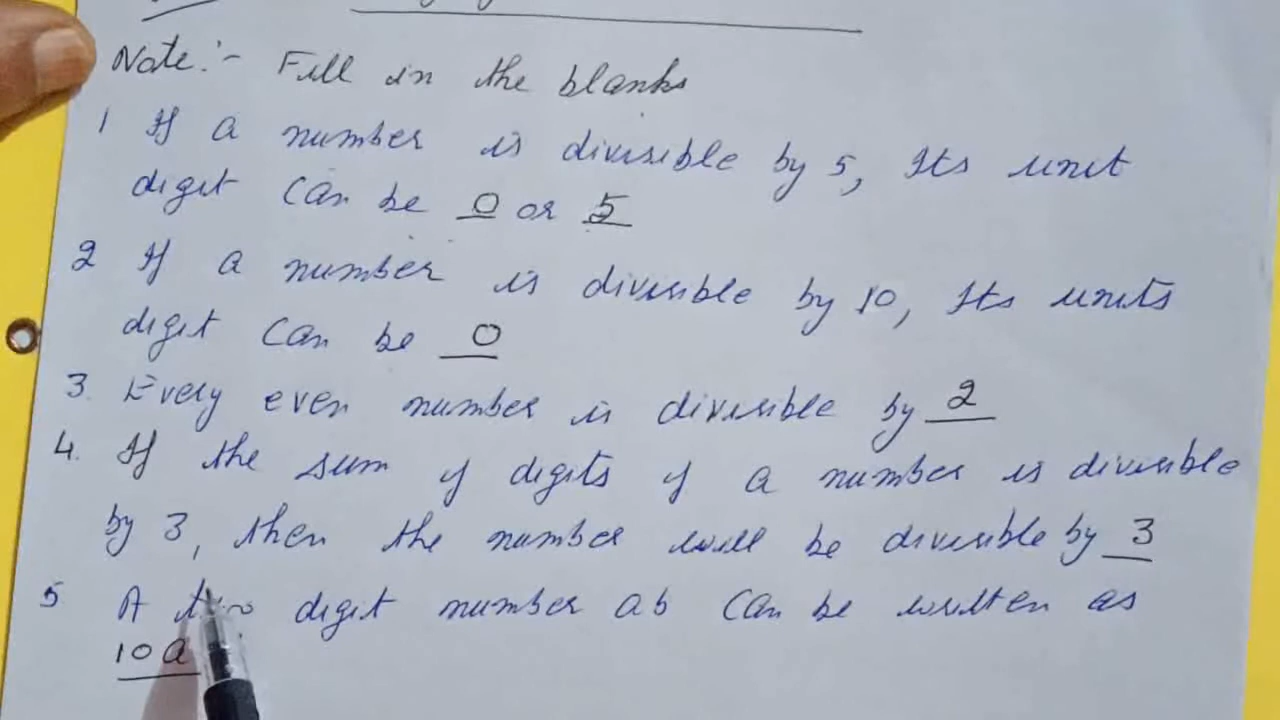 Note:- Fill in the blanks
1 If a number is divisible by 5, Its unit
digit can be 0 or 5
2 If a number is divisible by 10, Its units
digit can be 0
3. Every even number is divisible by 2
4. If the sum of digits of a number is divisible
by 3, then the number will be divisible by 3
5 A two digit number ab can be written as
10a